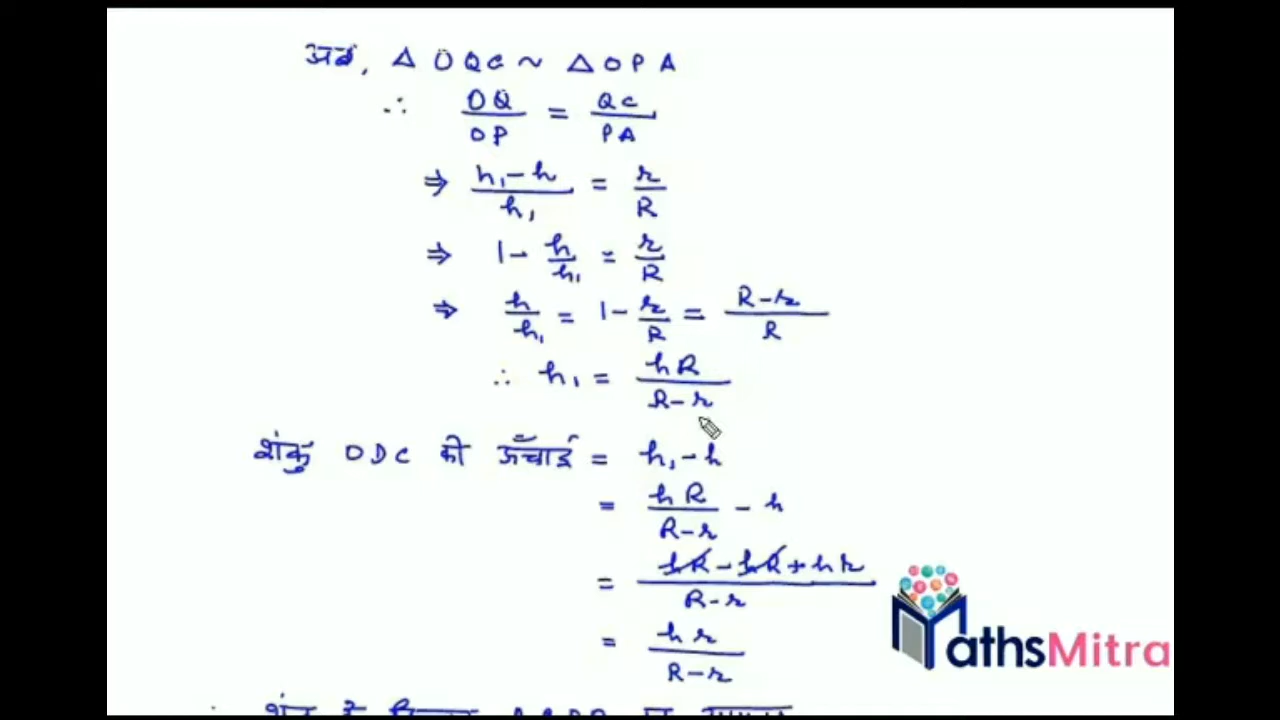 अब, △ OQC ~ △ OPA
∴ OQ/OP = QC/PA
⇒ h₁-h/h₁ = r/R
⇒ 1 - h/h₁ = r/R
⇒ h/h₁ = 1 - r/R = R-r/R
∴ h₁ = hR/R-r
शंकु ODC की ऊँचाई = h₁-h
= hR/R-r - h
= hR-hR+hr/R-r
= hr/R-r
MathsMitra